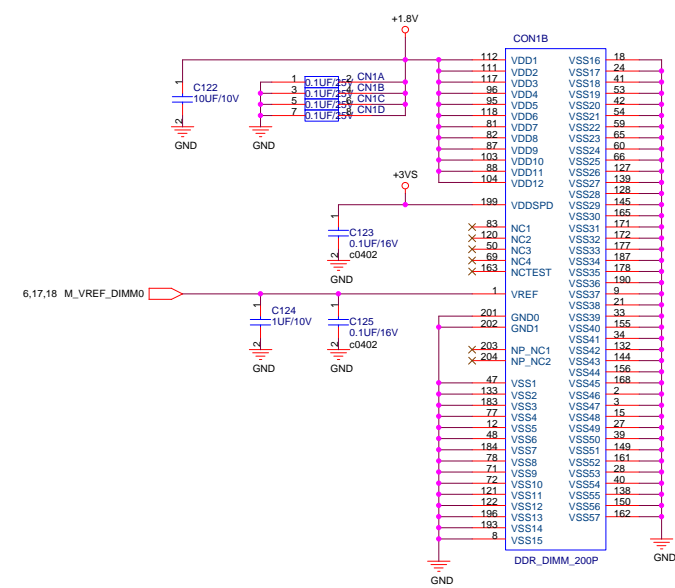 +1.8V
CON1B
C122
10UF/10V
1
2
GND
1 0.1UF/25V 2 CN1A
3 0.1UF/25V 4 CN1B
5 0.1UF/25V 6 CN1C
7 0.1UF/25V 8 CN1D
GND
112 VDD1 VSS16 18
111 VDD2 VSS17 24
117 VDD3 VSS18 41
96 VDD4 VSS19 53
95 VDD5 VSS20 42
118 VDD6 VSS21 54
81 VDD7 VSS22 59
82 VDD8 VSS23 65
87 VDD9 VSS24 60
103 VDD10 VSS25 66
88 VDD11 VSS26 127
104 VDD12 VSS27 139
VSS28 128
+3VS
199 VDDSPD VSS29 145
VSS30 165
1
C123
0.1UF/16V
c0402
2
GND
83 NC1 VSS31 171
120 NC2 VSS32 172
50 NC3 VSS33 177
69 NC4 VSS34 187
163 NCTEST VSS35 178
VSS36 190
6,17,18 M_VREF_DIMM0
1 VREF VSS37 9
VSS38 21
1
C124
1UF/10V
2
GND
1
C125
0.1UF/16V
c0402
2
GND
201 GND0 VSS39 33
202 GND1 VSS40 155
VSS41 34
203 NP_NC1 VSS42 132
204 NP_NC2 VSS43 144
VSS44 156
47 VSS1 VSS45 168
133 VSS2 VSS46 2
183 VSS3 VSS47 3
77 VSS4 VSS48 15
12 VSS5 VSS49 27
48 VSS6 VSS50 39
184 VSS7 VSS51 149
78 VSS8 VSS52 161
71 VSS9 VSS53 28
72 VSS10 VSS54 40
121 VSS11 VSS55 138
122 VSS12 VSS56 150
196 VSS13 VSS57 162
193 VSS14
8 VSS15
GND
DDR_DIMM_200P
GND